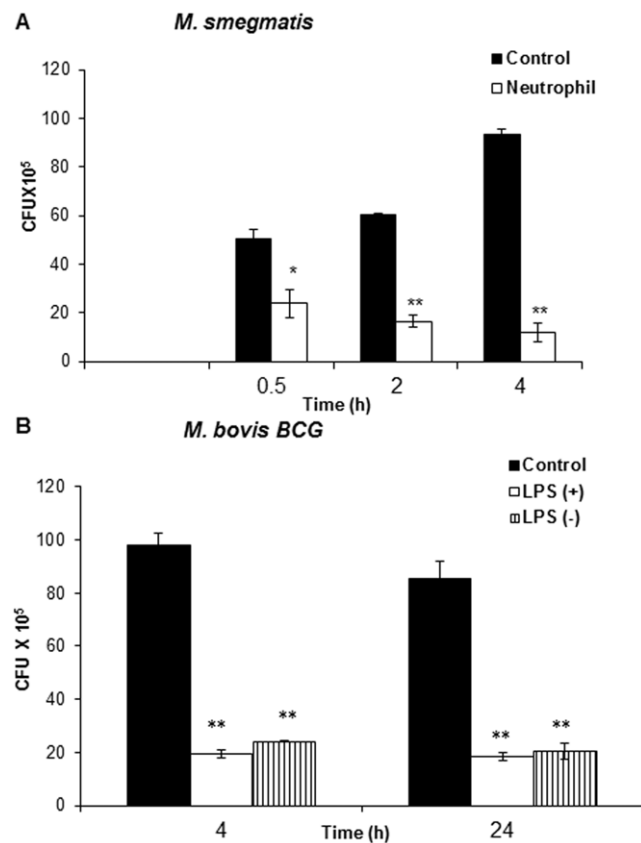 A
M. smegmatis
Control
Neutrophil
120
100
80
60
40
20
0
CFUX10⁵
*
**
**
0.5 2 4
Time (h)
B
M. bovis BCG
Control
LPS (+)
LPS (-)
120
100
80
60
40
20
0
CFU X 10⁵
** ** ** **
4 Time (h) 24